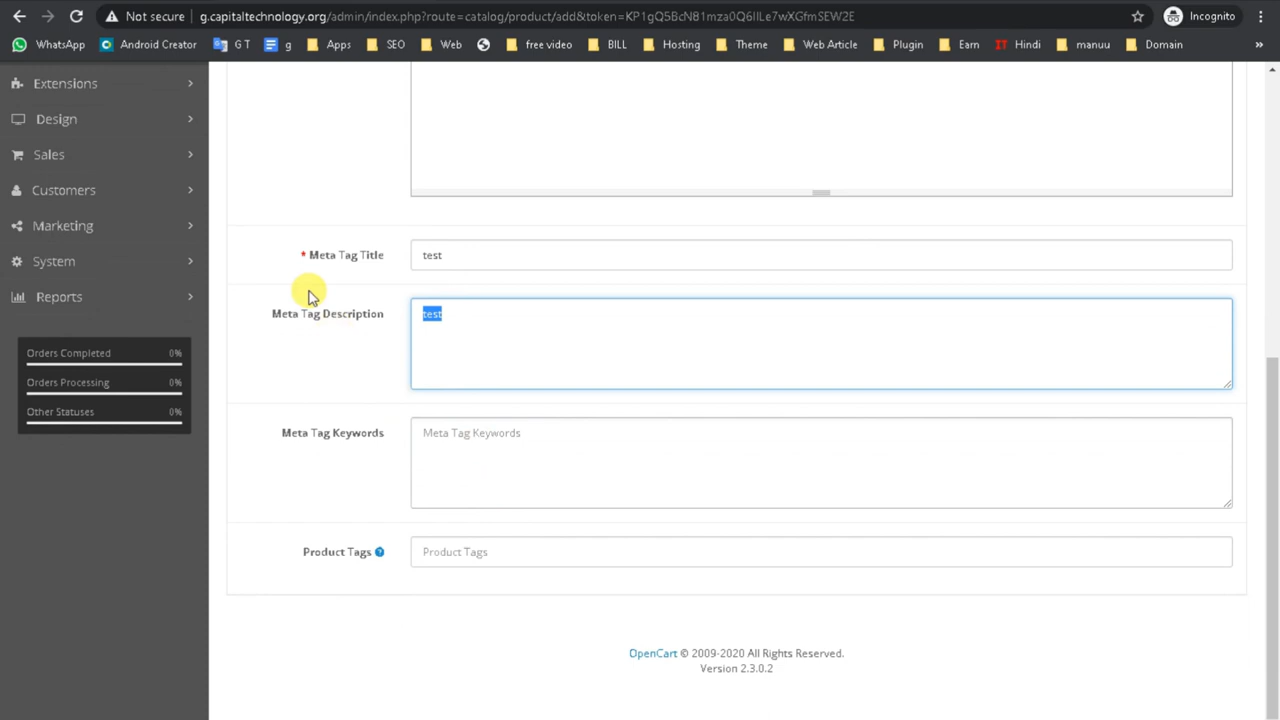 Not secure g.capitaltechnology.org/admin/index.php?route=catalog/product/add&token=KP1gQ5BcN81mza0Q6IILe7wXGfmSEW2E Incognito
WhatsApp Android Creator G T g Apps SEO Web free video BILL Hosting Theme Web Article Plugin Earn IT Hindi manuu Domain »
Extensions
Design
Sales
Customers
Marketing
System
Reports
Orders Completed 0%
Orders Processing 0%
Other Statuses 0%
* Meta Tag Title test
Meta Tag Description test
Meta Tag Keywords Meta Tag Keywords
Product Tags ? Product Tags
OpenCart © 2009-2020 All Rights Reserved.
Version 2.3.0.2